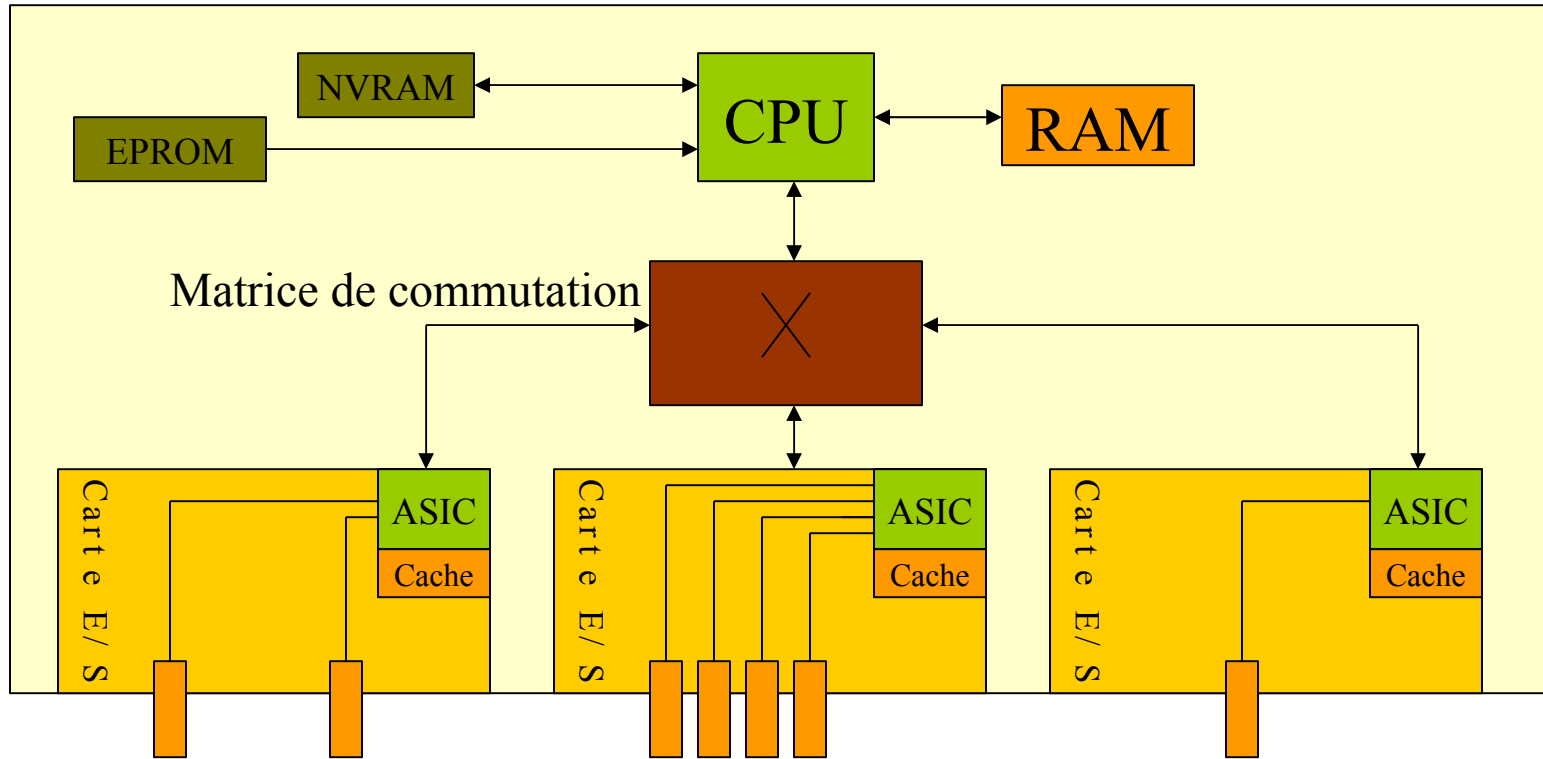 NVRAM
CPU
RAM
EPROM
Matrice de commutation
Carte E/S
ASIC
Cache
Carte E/S
ASIC
Cache
Carte E/S
ASIC
Cache